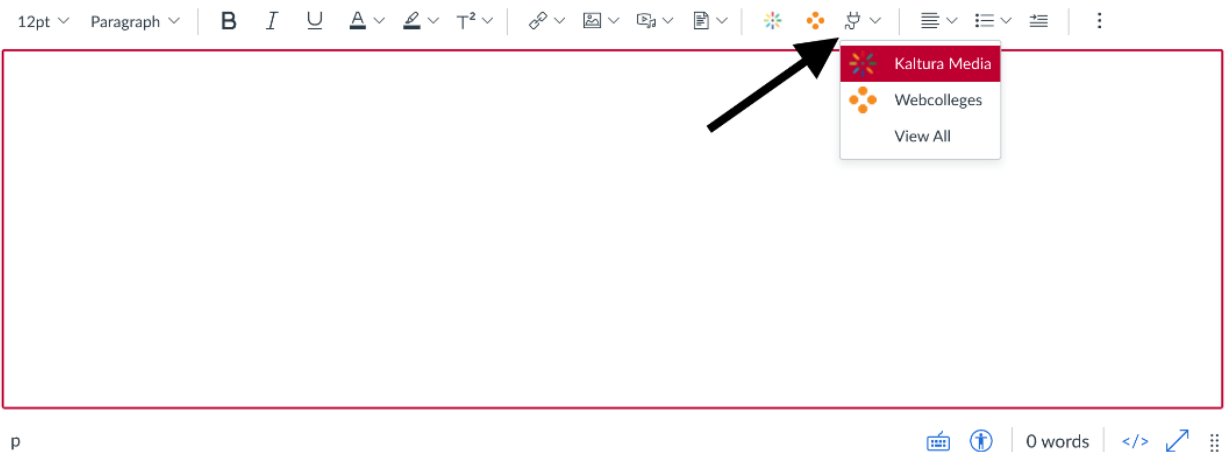 12pt Paragraph B I U A T²
Kaltura Media
Webcolleges
View All
p 0 words </>